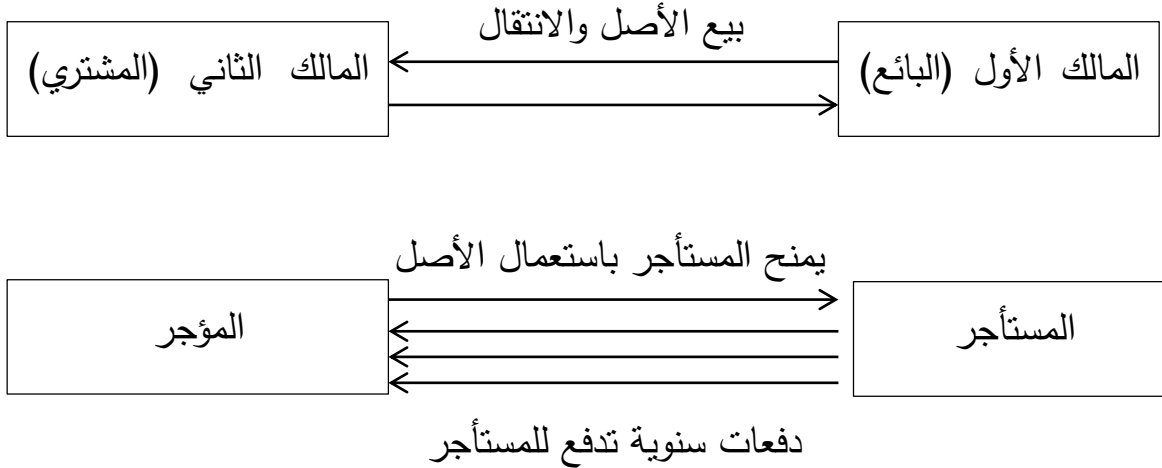 بيع الأصل والانتقال
المالك الأول (البائع)
المالك الثاني (المشتري)
يمنح المستأجر باستعمال الأصل
المستأجر
المؤجر
دفعات سنوية تدفع للمستأجر